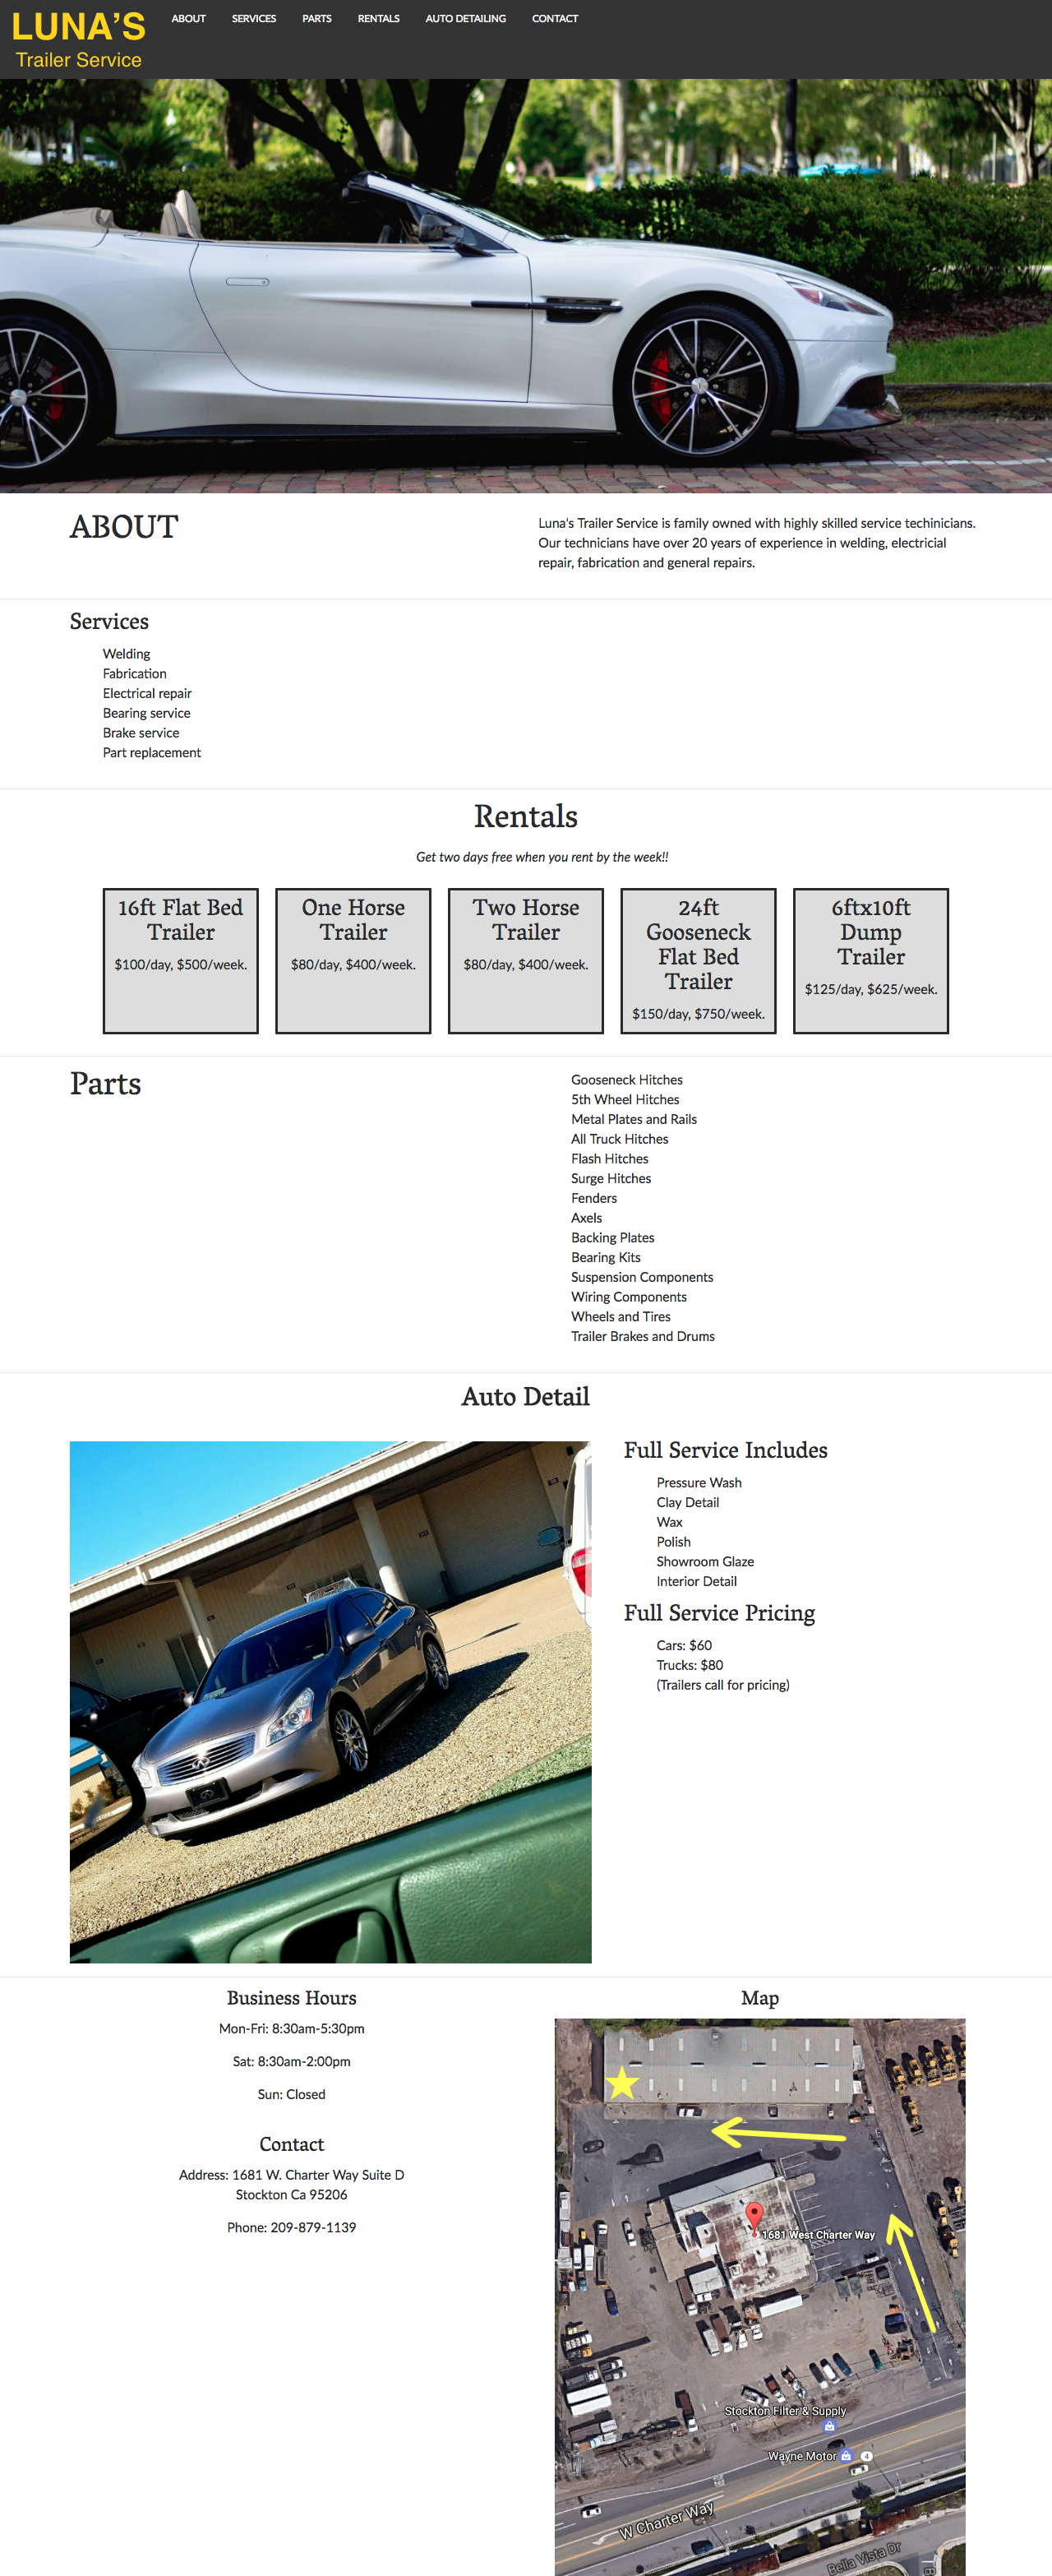 LUNA'S
Trailer Service
ABOUT
SERVICES
PARTS
RENTALS
AUTO DETAILING
CONTACT
ABOUT
Luna's Trailer Service is family owned with highly skilled service techinicians.
Our technicians have over 20 years of experience in welding, electricial
repair, fabrication and general repairs.
Services
Welding
Fabrication
Electrical repair
Bearing service
Brake service
Part replacement
Rentals
Get two days free when you rent by the week!!
16ft Flat Bed
Trailer
$100/day, $500/week.
One Horse
Trailer
$80/day, $400/week.
Two Horse
Trailer
$80/day, $400/week.
24ft
Gooseneck
Flat Bed
Trailer
$150/day, $750/week.
6ftx10ft
Dump
Trailer
$125/day, $625/week.
Parts
Gooseneck Hitches
5th Wheel Hitches
Metal Plates and Rails
All Truck Hitches
Flash Hitches
Surge Hitches
Fenders
Axels
Backing Plates
Bearing Kits
Suspension Components
Wiring Components
Wheels and Tires
Trailer Brakes and Drums
Auto Detail
Full Service Includes
Pressure Wash
Clay Detail
Wax
Polish
Showroom Glaze
Interior Detail
Full Service Pricing
Cars: $60
Trucks: $80
(Trailers call for pricing)
Business Hours
Mon-Fri: 8:30am-5:30pm
Sat: 8:30am-2:00pm
Sun: Closed
Contact
Address: 1681 W. Charter Way Suite D
Stockton Ca 95206
Phone: 209-879-1139
Map
1681 West Charter Way
Stockton Filter & Supply
Wayne Motor
4
W Charter Way
Bella Vista Dr